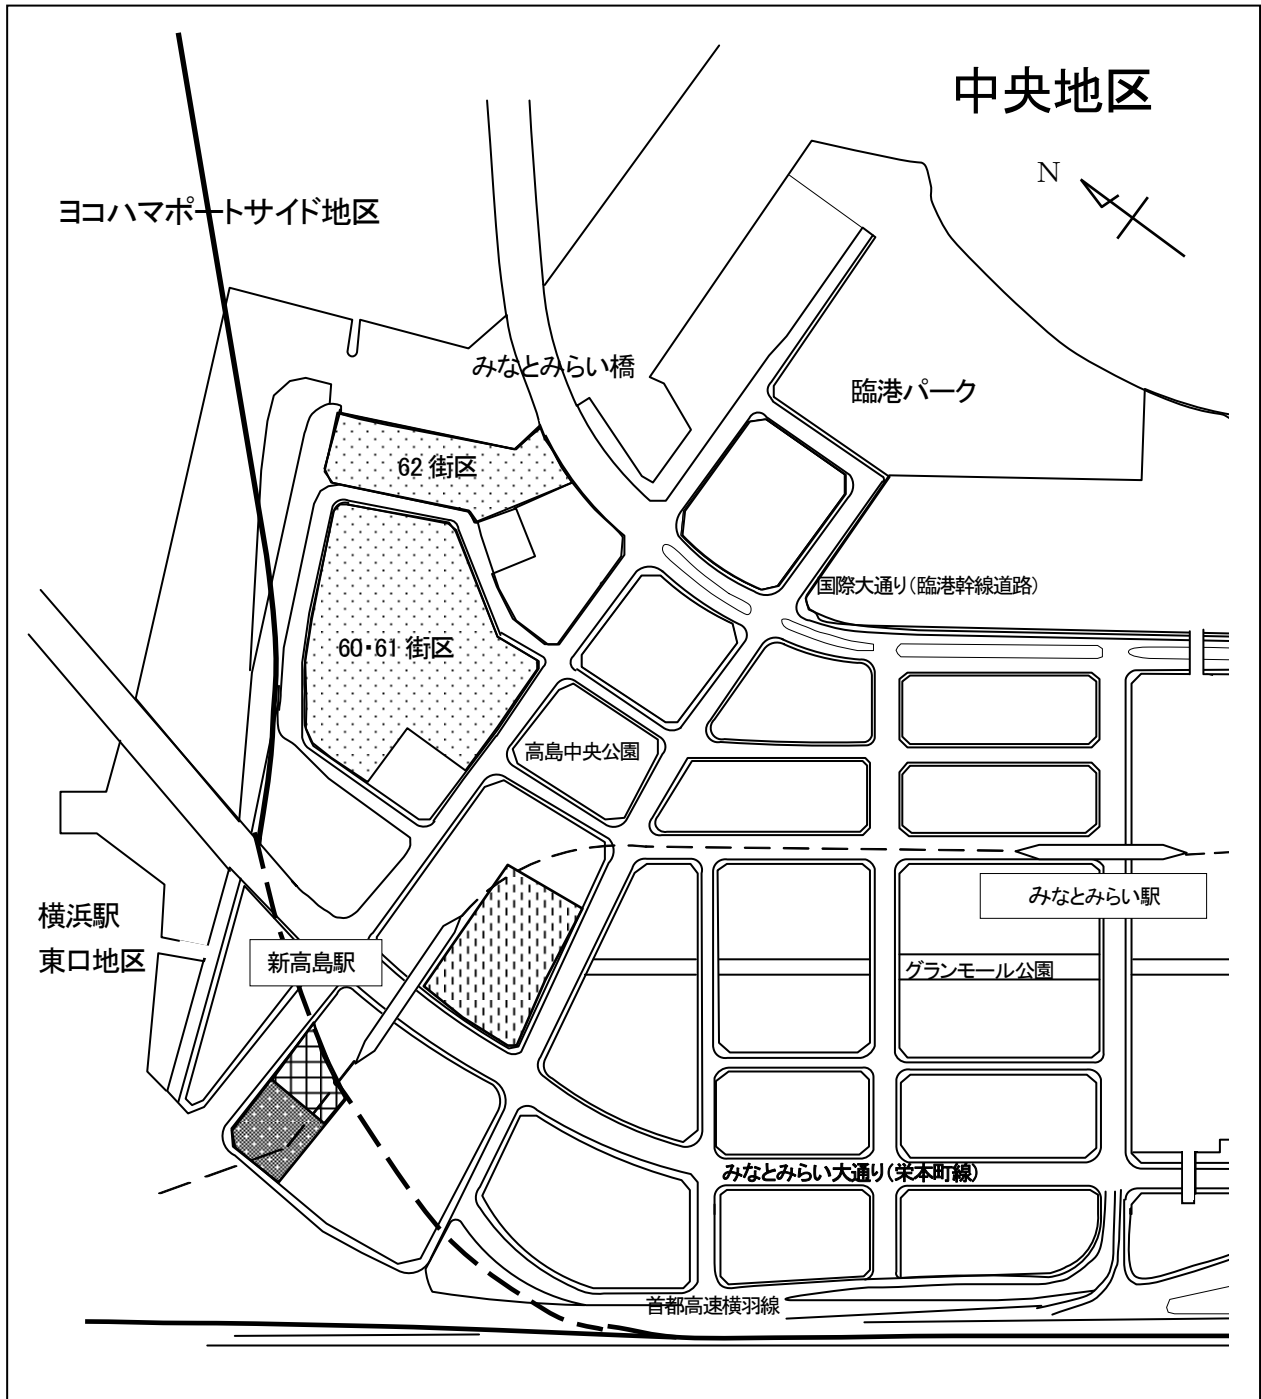 中央地区
N
ヨコハマポートサイド地区
みなとみらい橋
臨港パーク
62 街区
国際大通り(臨港幹線道路)
60・61 街区
高島中央公園
みなとみらい駅
横浜駅
東口地区
新高島駅
グランモール公園
みなとみらい大通り(栄本町線)
首都高速横羽線